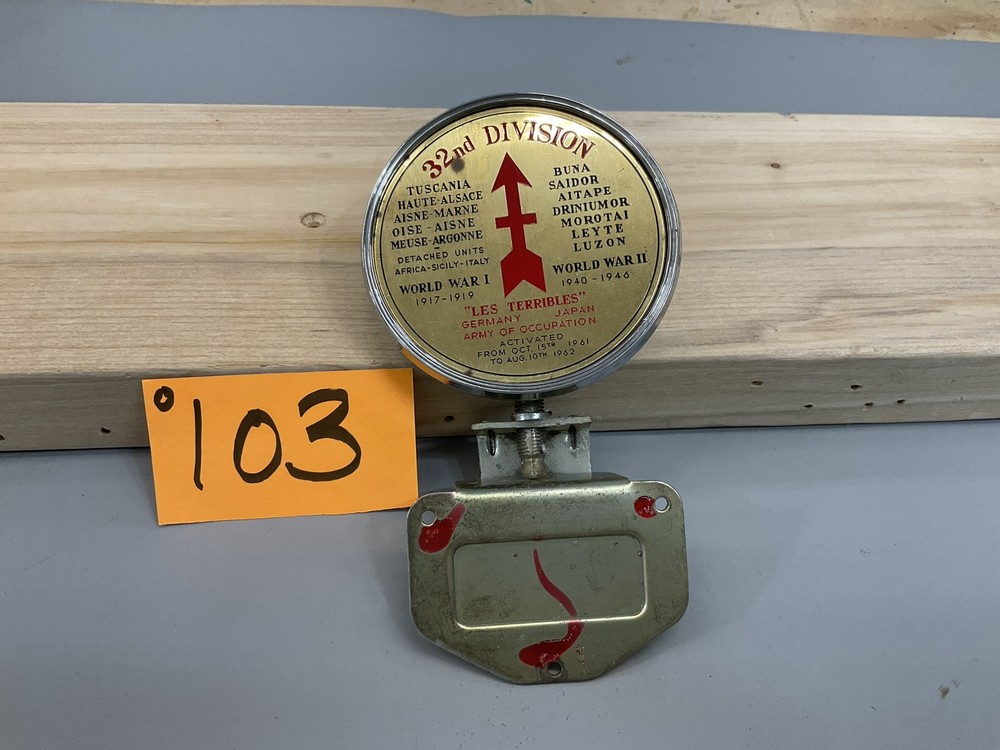 32nd DIVISION
TUSCANIA
HAUTE-ALSACE
AISNE-MARNE
OISE-AISNE
MEUSE-ARGONNE
DETACHED UNITS
AFRICA-SICILY-ITALY
WORLD WAR I
1917-1919
BUNA
SAIDOR
AITAPE
DRINIUMOR
MOROTAI
LEYTE
LUZON
WORLD WAR II
1940-1946
"LES TERRIBLES"
GERMANY JAPAN
ARMY OF OCCUPATION
ACTIVATED
FROM OCT. 15TH 1961
TO AUG. 10TH 1962
103